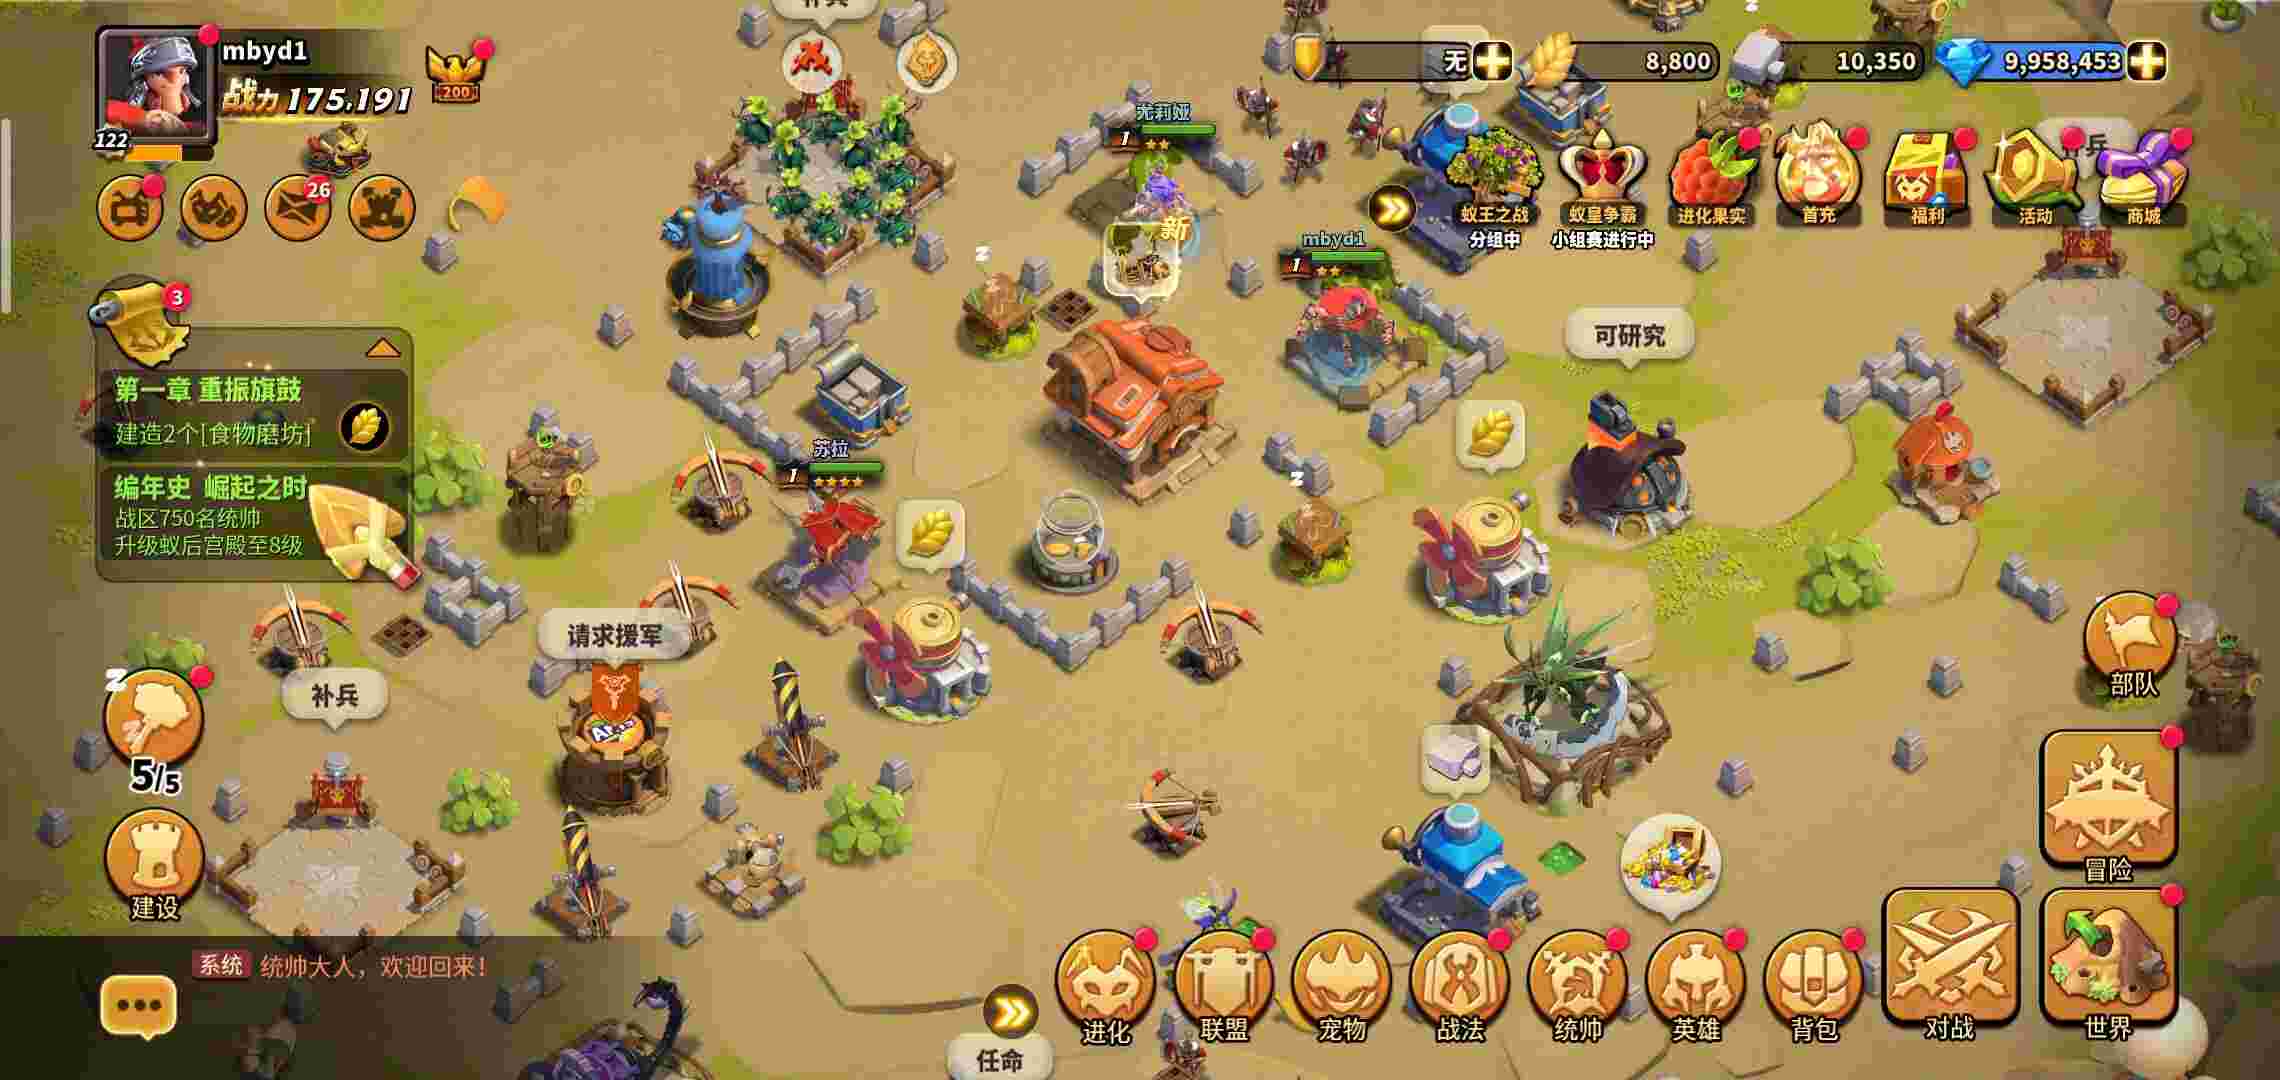 补兵
mbyd1
战力 175.191
200
122
26
无
8,800
10,350
9,958,453
尤莉娅
1
新
mbyd1
1
蚁王之战
分组中
蚁皇争霸
小组赛进行中
进化果实
首充
福利
活动
商城
补兵
3
第一章 重振旗鼓
建造2个[食物磨坊]
编年史 崛起之时
战区750名统帅
升级蚁后宫殿至8级
可研究
苏拉
1
请求援军
补兵
5/5
建设
部队
冒险
系统 统帅大人，欢迎回来！
任命
进化
联盟
宠物
战法
统帅
英雄
背包
对战
世界